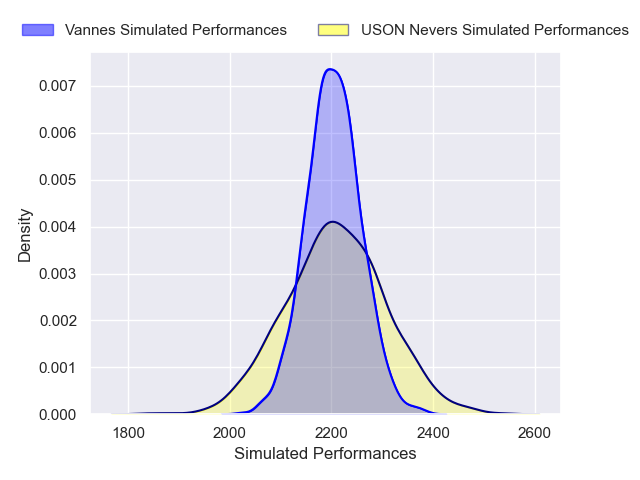 Vannes Simulated Performances USON Nevers Simulated Performances
0.007
0.006
0.005
0.004
0.003
0.002
0.001
0.000
Density
1800 2000 2200 2400 2600
Simulated Performances